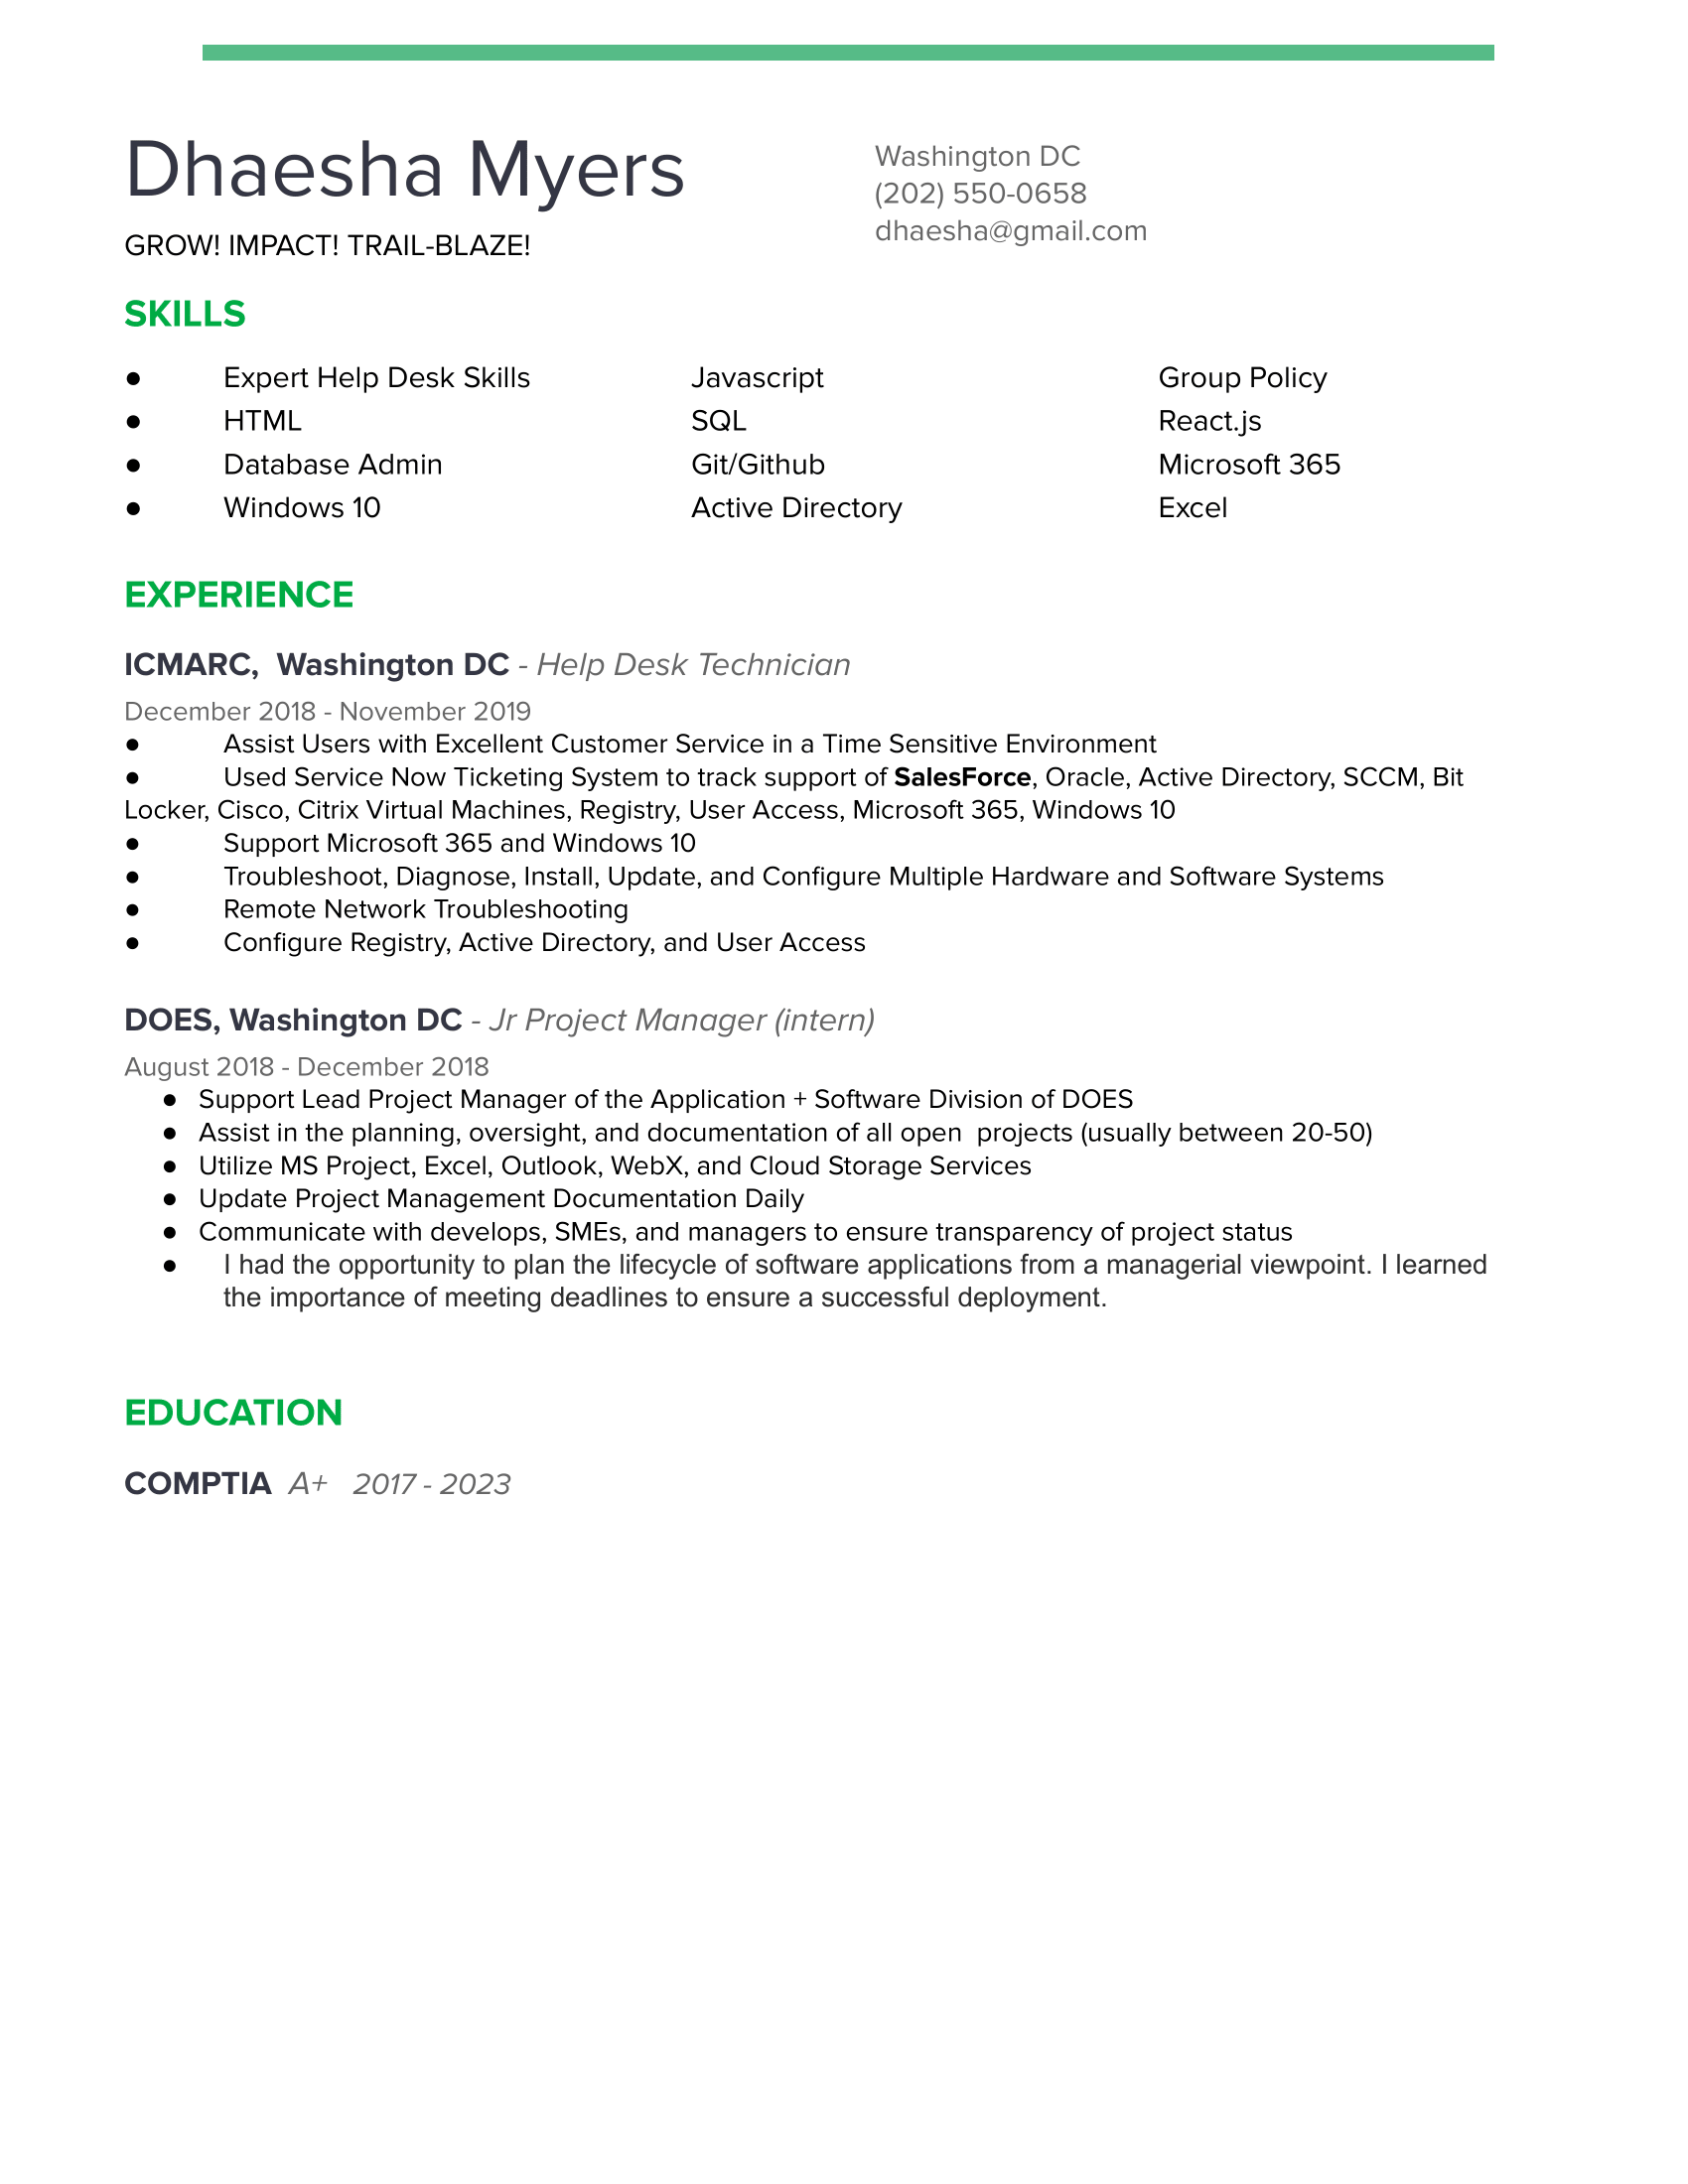 Dhaesha Myers
GROW! IMPACT! TRAIL-BLAZE!
Washington DC
(202) 550-0658
dhaesha@gmail.com
SKILLS
● Expert Help Desk Skills Javascript Group Policy
● HTML SQL React.js
● Database Admin Git/Github Microsoft 365
● Windows 10 Active Directory Excel
EXPERIENCE
ICMARC,  Washington DC - Help Desk Technician
December 2018 - November 2019
● Assist Users with Excellent Customer Service in a Time Sensitive Environment
● Used Service Now Ticketing System to track support of SalesForce, Oracle, Active Directory, SCCM, Bit
Locker, Cisco, Citrix Virtual Machines, Registry, User Access, Microsoft 365, Windows 10
● Support Microsoft 365 and Windows 10
● Troubleshoot, Diagnose, Install, Update, and Configure Multiple Hardware and Software Systems
● Remote Network Troubleshooting
● Configure Registry, Active Directory, and User Access
DOES, Washington DC - Jr Project Manager (intern)
August 2018 - December 2018
● Support Lead Project Manager of the Application + Software Division of DOES
● Assist in the planning, oversight, and documentation of all open  projects (usually between 20-50)
● Utilize MS Project, Excel, Outlook, WebX, and Cloud Storage Services
● Update Project Management Documentation Daily
● Communicate with develops, SMEs, and managers to ensure transparency of project status
● I had the opportunity to plan the lifecycle of software applications from a managerial viewpoint. I learned
the importance of meeting deadlines to ensure a successful deployment.
EDUCATION
COMPTIA  A+   2017 - 2023